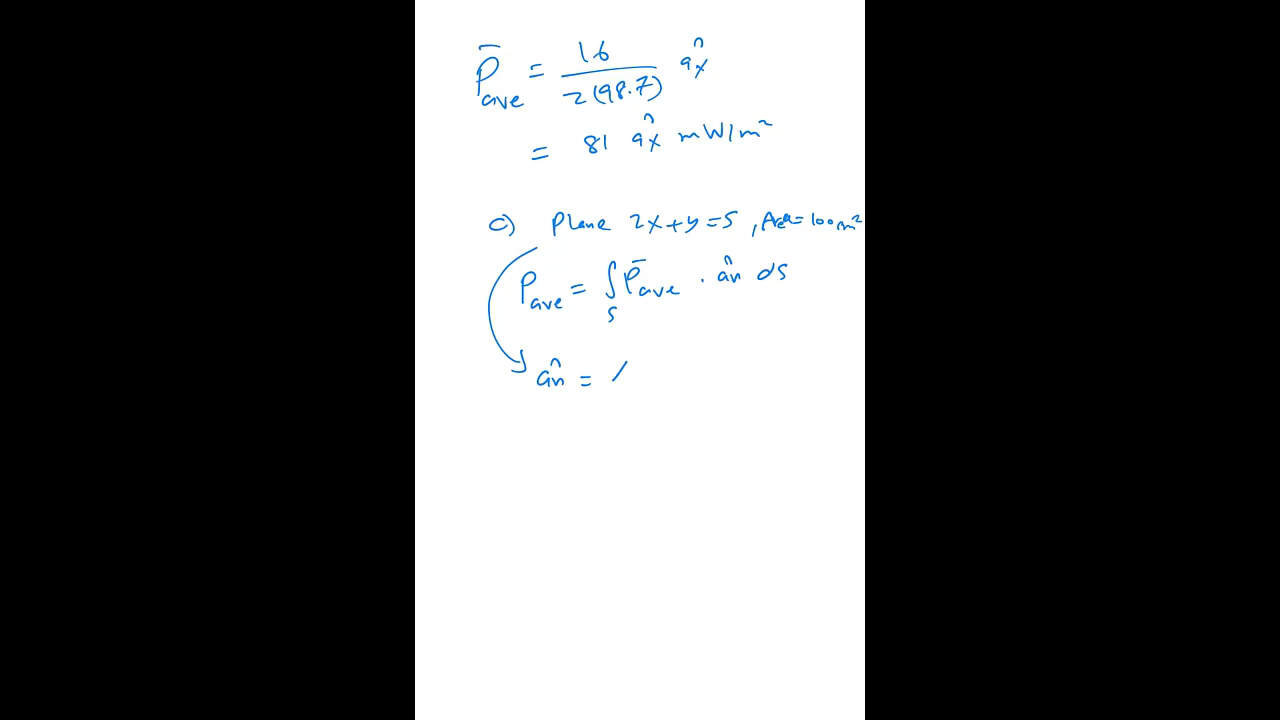 P̄ave = 16 / 2(98.7) âx
= 81 âx mW/m²
c) Plane 2x+y=5, Area=100m²
Pave = ∫s P̄ave · ân ds
ân =